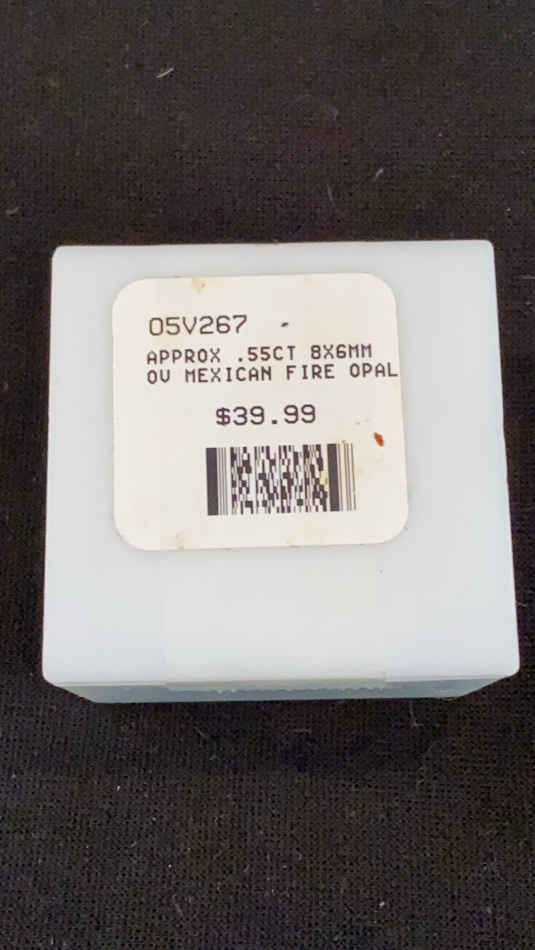 05V267
APPROX .55CT 8X6MM
OV MEXICAN FIRE OPAL
$39.99